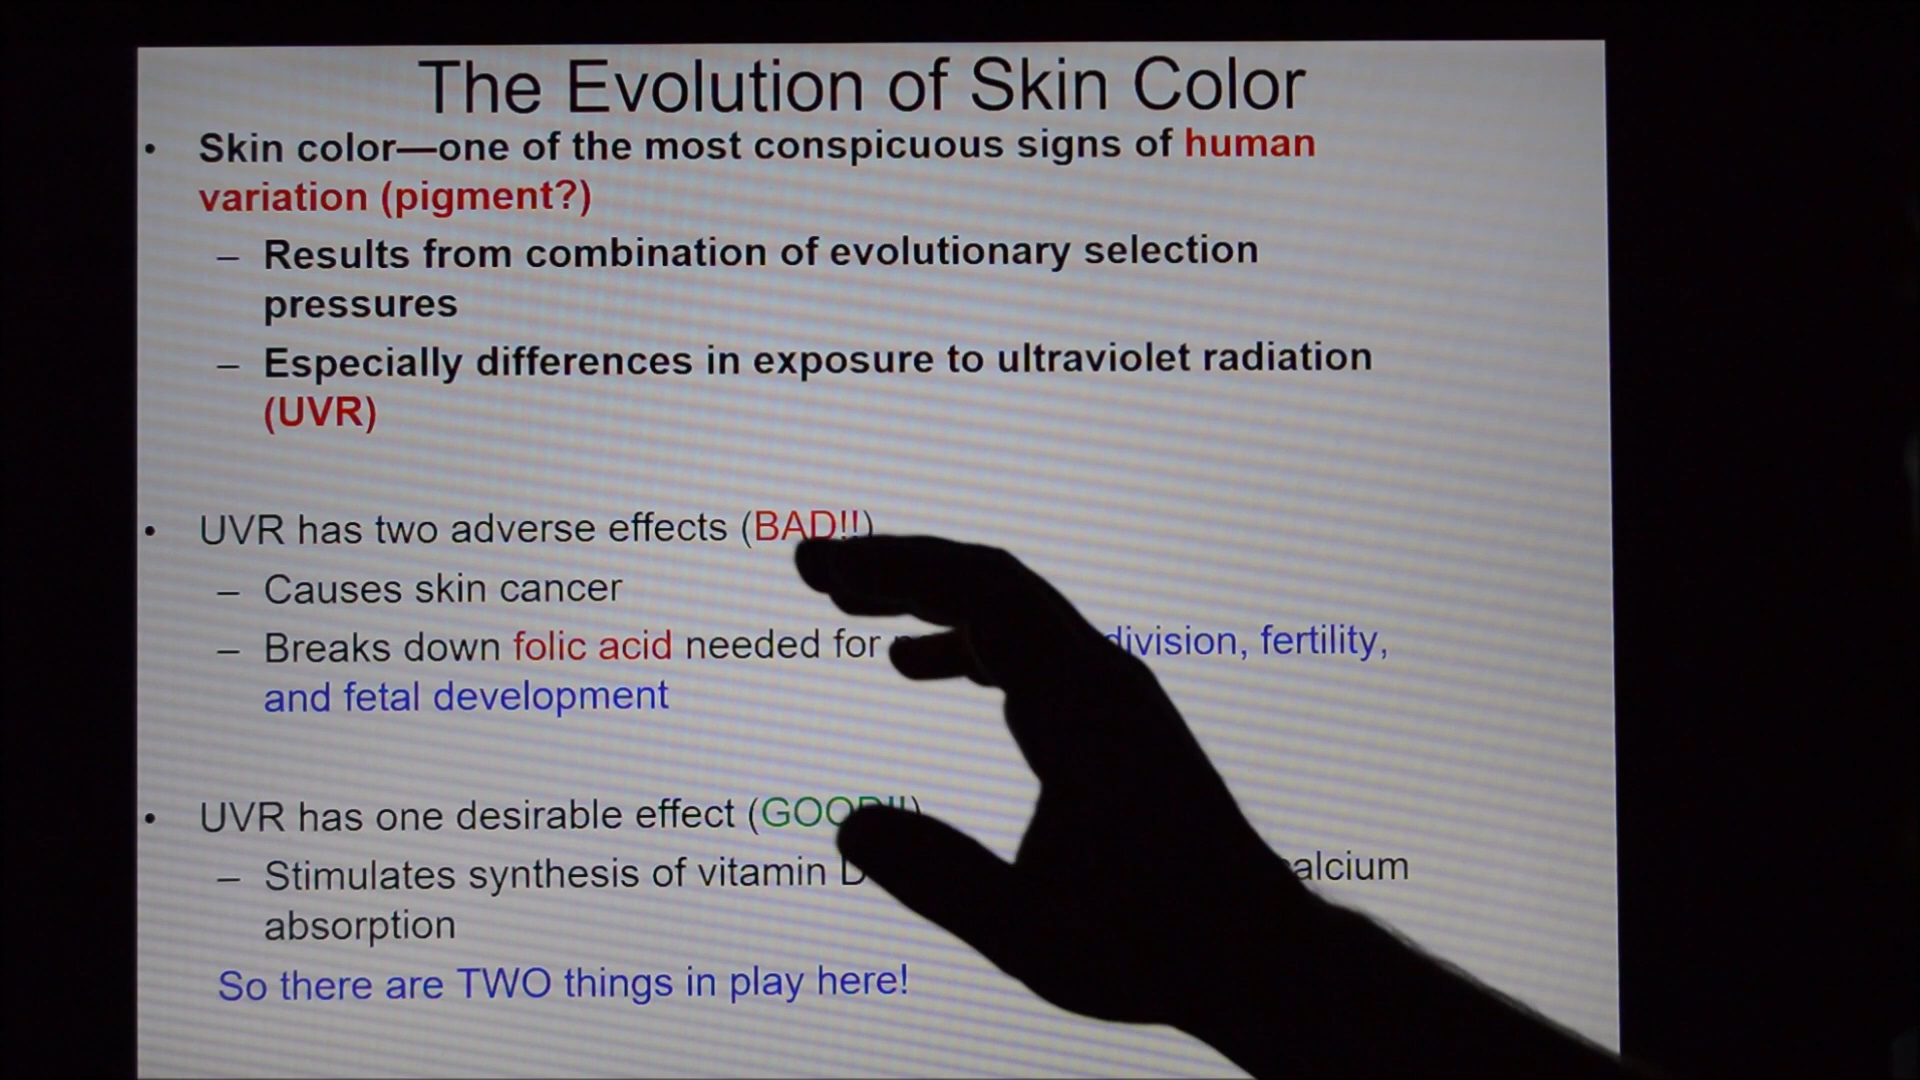 The Evolution of Skin Color
• Skin color—one of the most conspicuous signs of human
variation (pigment?)
– Results from combination of evolutionary selection
pressures
– Especially differences in exposure to ultraviolet radiation
(UVR)
• UVR has two adverse effects (BAD!!)
– Causes skin cancer
– Breaks down folic acid needed for division, fertility,
and fetal development
• UVR has one desirable effect (GOOD!!)
– Stimulates synthesis of vitamin D calcium
absorption
So there are TWO things in play here!